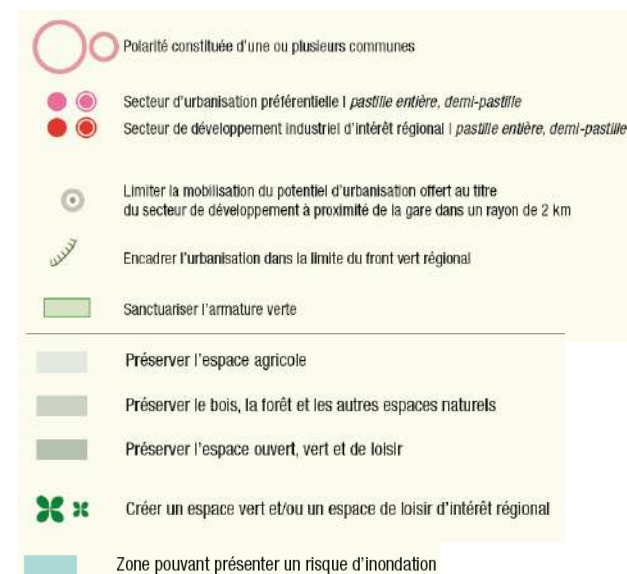 Polarité constituée d'une ou plusieurs communes
Secteur d'urbanisation préférentielle | pastille entière, demi-pastille
Secteur de développement industriel d'intérêt régional | pastille entière, demi-pastille
Limiter la mobilisation du potentiel d'urbanisation offert au titre
du secteur de développement à proximité de la gare dans un rayon de 2 km
Encadrer l'urbanisation dans la limite du front vert régional
Sanctuariser l'armature verte
Préserver l'espace agricole
Préserver le bois, la forêt et les autres espaces naturels
Préserver l'espace ouvert, vert et de loisir
Créer un espace vert et/ou un espace de loisir d'intérêt régional
Zone pouvant présenter un risque d'inondation